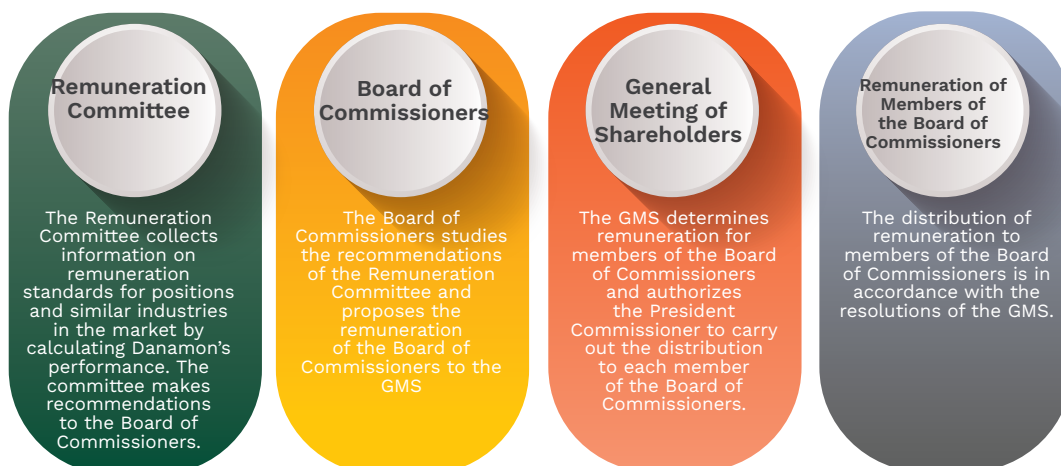 Remuneration
Committee
The Remuneration
Committee collects
information on
remuneration
standards for positions
and similar industries
in the market by
calculating Danamon’s
performance. The
committee makes
recommendations
to the Board of
Commissioners.
Board of
Commissioners
The Board of
Commissioners studies
the recommendations
of the Remuneration
Committee and
proposes the
remuneration
of the Board of
Commissioners to the
GMS
General
Meeting of
Shareholders
The GMS determines
remuneration for
members of the Board
of Commissioners
and authorizes
the President
Commissioner to carry
out the distribution
to each member
of the Board of
Commissioners.
Remuneration of
Members of
the Board of
Commissioners
The distribution of
remuneration to
members of the Board
of Commissioners is in
accordance with the
resolutions of the GMS.